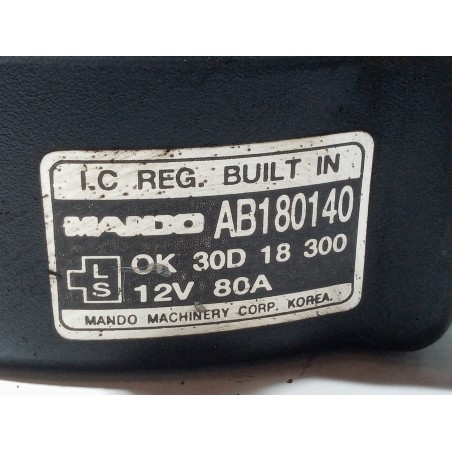 I.C REG. BUILT IN
MANDO AB180140
L S OK 30D 18 300
12V 80A
MANDO MACHINERY CORP. KOREA.